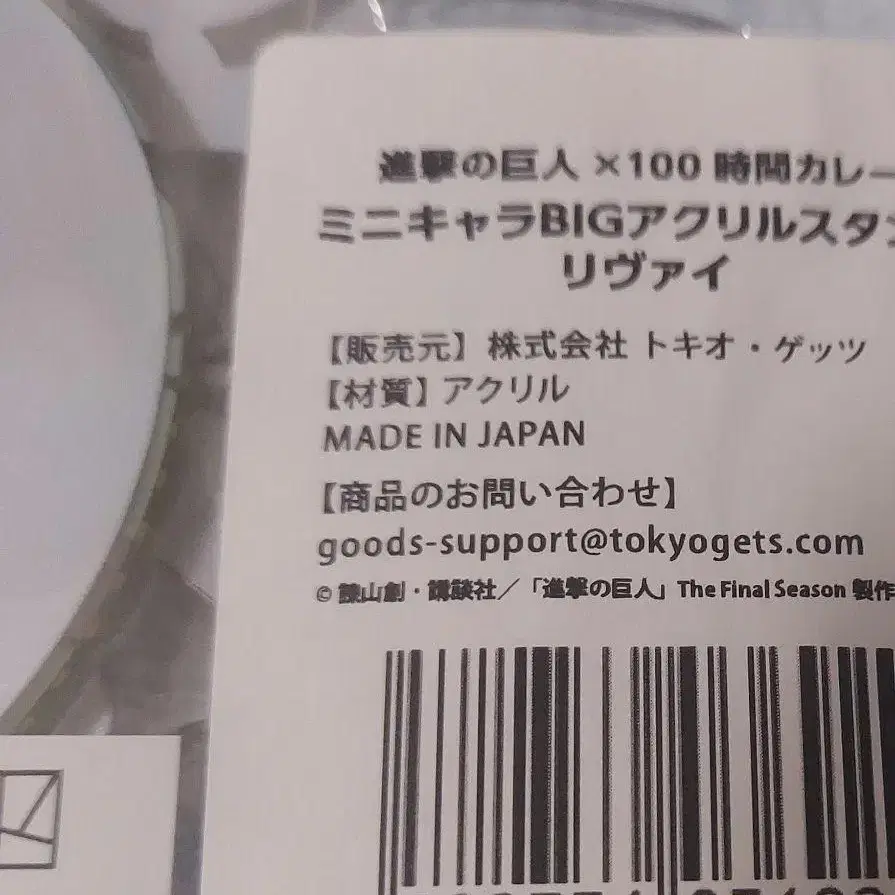 進撃の巨人×100時間カレー
ミニキャラBIGアクリルスタン
リヴァイ
【販売元】株式会社トキオ・ゲッツ
【材質】アクリル
MADE IN JAPAN
【商品のお問い合わせ】
goods-support@tokyogets.com
© 諫山創・講談社／「進撃の巨人」The Final Season 製作